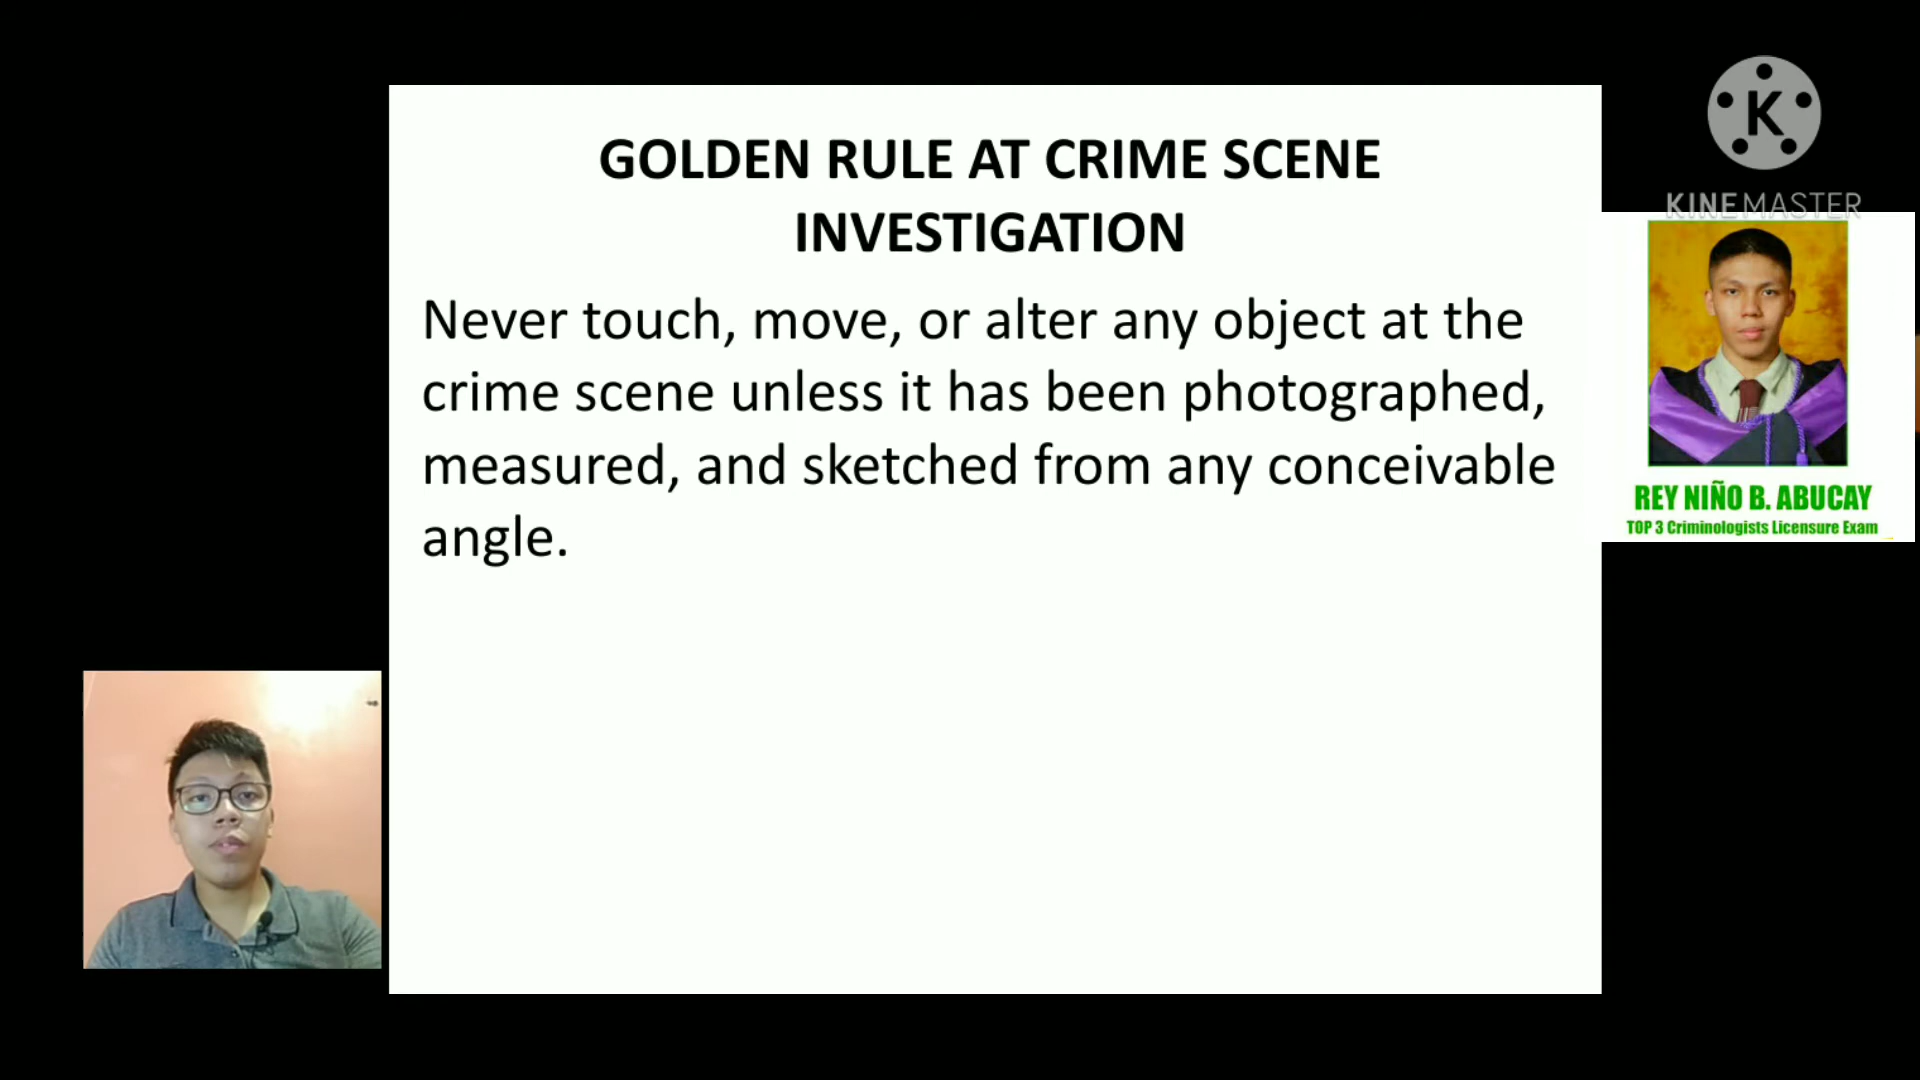 GOLDEN RULE AT CRIME SCENE
INVESTIGATION
Never touch, move, or alter any object at the
crime scene unless it has been photographed,
measured, and sketched from any conceivable
angle.
K
KINEMASTER
REY NIÑO B. ABUCAY
TOP 3 Criminologists Licensure Exam